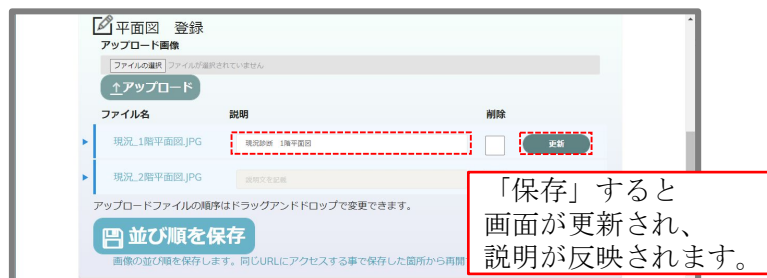 平面図　登録
アップロード画像
ファイルの選択 ファイルが選択されていません
↑アップロード
ファイル名 説明 削除
現況_1階平面図.JPG 現況診断　1階平面図 更新
現況_2階平面図.JPG 説明文を記載
アップロードファイルの順序はドラッグアンドドロップで変更できます。
並び順を保存
画像の並び順を保存します。同じURLにアクセスする事で保存した箇所から再開
「保存」すると
画面が更新され、
説明が反映されます。